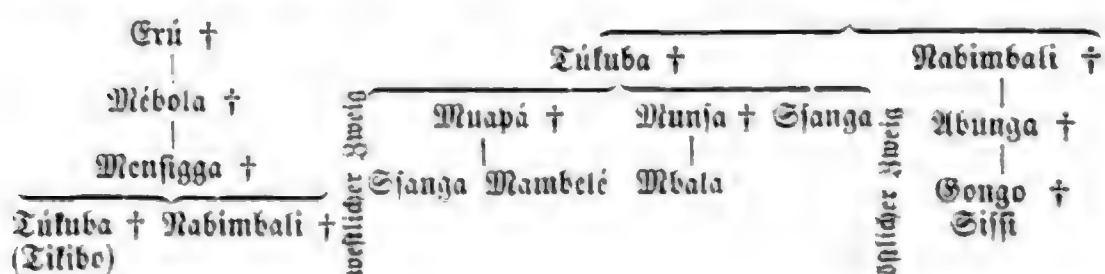 Erú †
Mébola †
Mensigga †
Túkuba † Nabimbali †
(Tikibo)
Túkuba † Nabimbali †
westlicher Zweig
Muapá † Munsa † Ssanga
Ssanga Mambelé Mbala
östlicher Zweig
Abunga †
Gongo †
Sissi